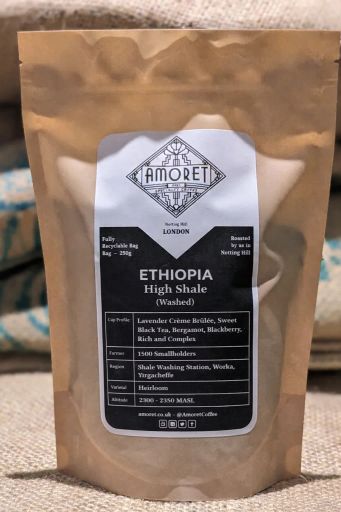 AMORET
SPECIALITY COFFEE
Notting Hill
LONDON
Fully
Recyclable Bag
Bag – 250g
Roasted
by us in
Notting Hill
ETHIOPIA
High Shale
(Washed)
Cup Profile
Lavender Crème Brûlée, Sweet
Black Tea, Bergamot, Blackberry,
Rich and Complex
Farmer
1500 Smallholders
Region
Shale Washing Station, Worka,
Yirgacheffe
Varietal
Heirloom
Altitude
2300 - 2350 MASL
amoret.co.uk – @AmoretCoffee